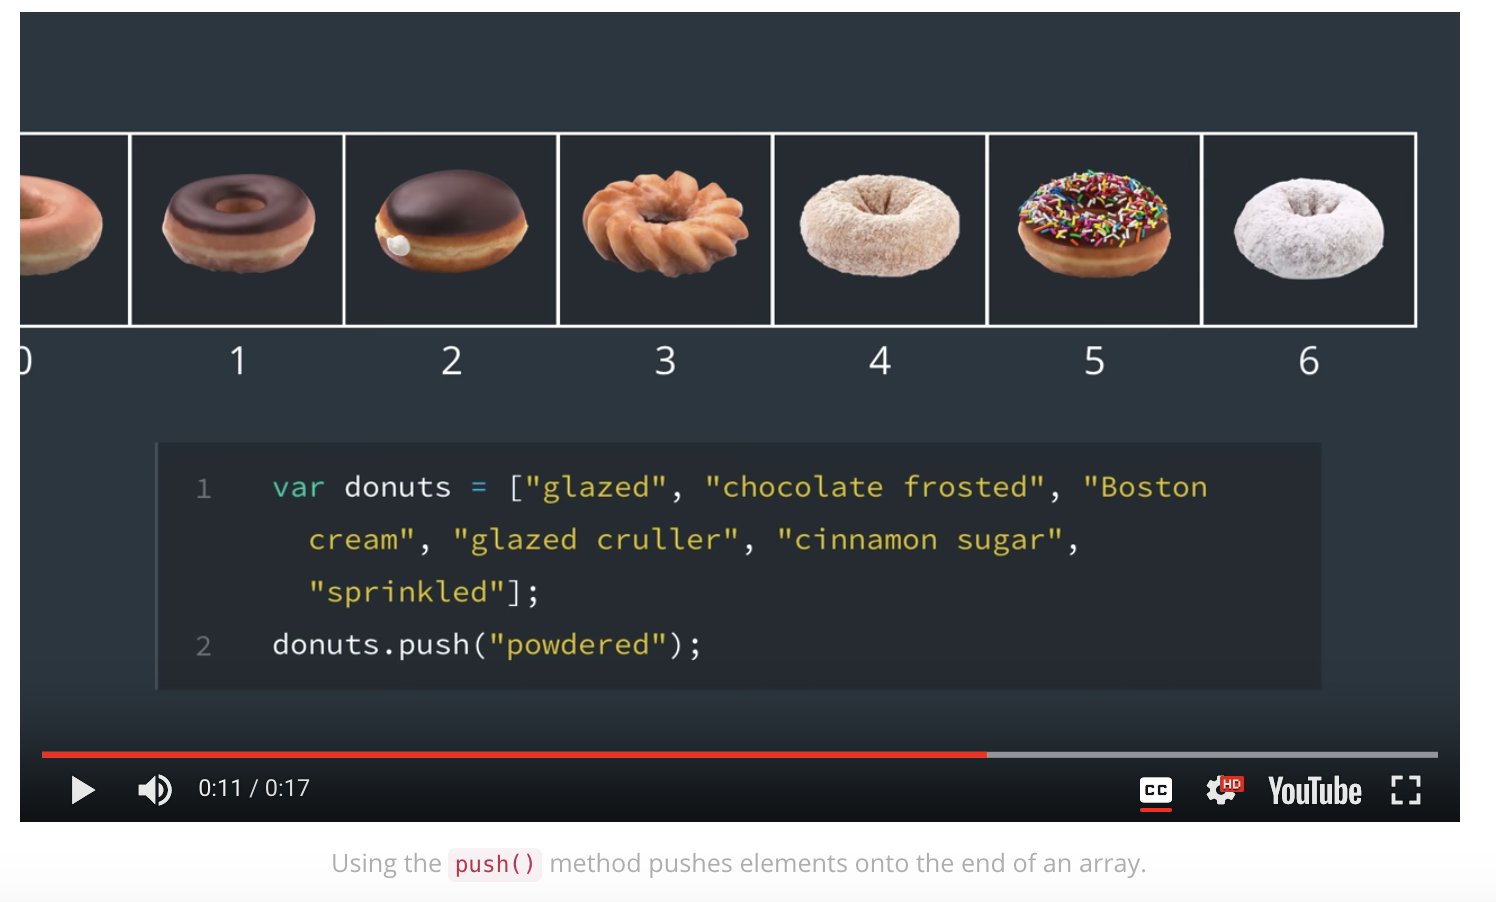 0 1 2 3 4 5 6
1 var donuts = ["glazed", "chocolate frosted", "Boston
cream", "glazed cruller", "cinnamon sugar",
"sprinkled"];
2 donuts.push("powdered");
0:11 / 0:17 CC HD YouTube
Using the push() method pushes elements onto the end of an array.